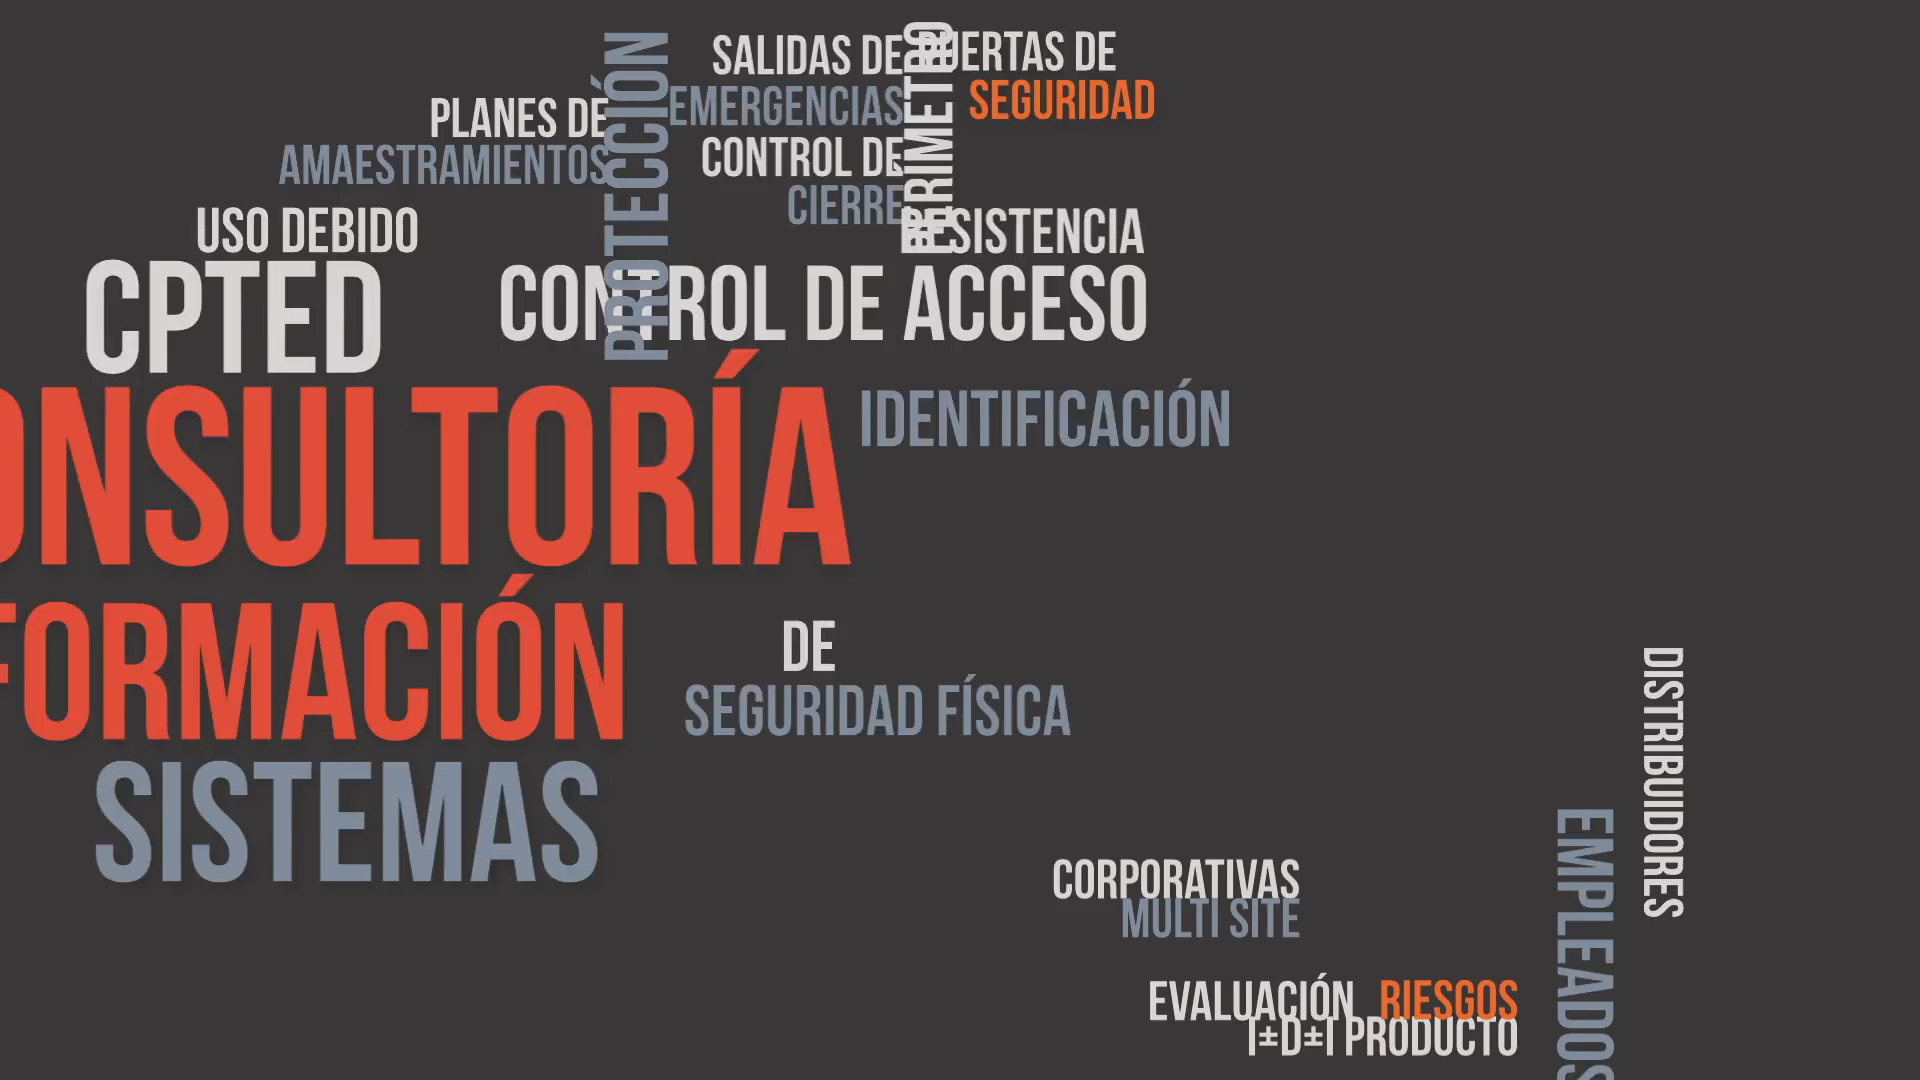 SALIDAS DE
EMERGENCIAS
PUERTAS DE
SEGURIDAD
PERIMETRO
PROTECCIÓN
PLANES DE
AMAESTRAMIENTOS
CONTROL DE
CIERRE
USO DEBIDO
RESISTENCIA
CPTED
CONTROL DE ACCESO
ONSULTORÍA
IDENTIFICACIÓN
FORMACIÓN
DE
SEGURIDAD FÍSICA
SISTEMAS
DISTRIBUIDORES
EMPLEADOS
CORPORATIVAS
MULTI SITE
EVALUACIÓN RIESGOS
I±D±I PRODUCTO